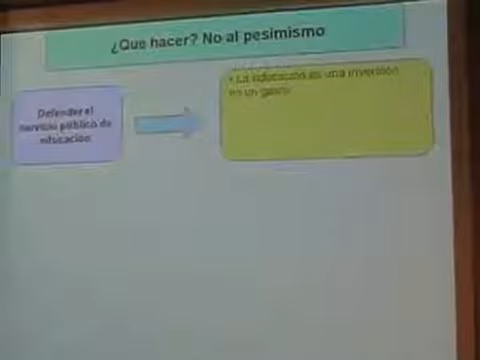 ¿Que hacer? No al pesimismo
Defender el
servicio público de
educación
• La educación es una inversión
no un gasto